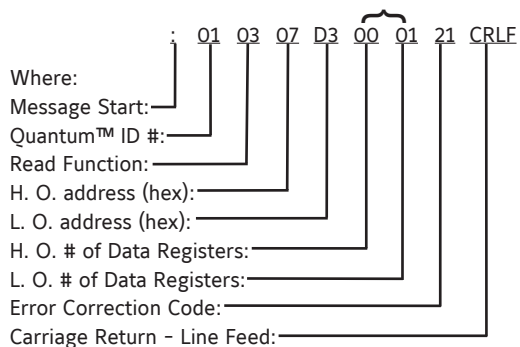 : 01 03 07 D3 00 01 21 CRLF
Where:
Message Start:
Quantum™ ID #:
Read Function:
H. O. address (hex):
L. O. address (hex):
H. O. # of Data Registers:
L. O. # of Data Registers:
Error Correction Code:
Carriage Return - Line Feed: